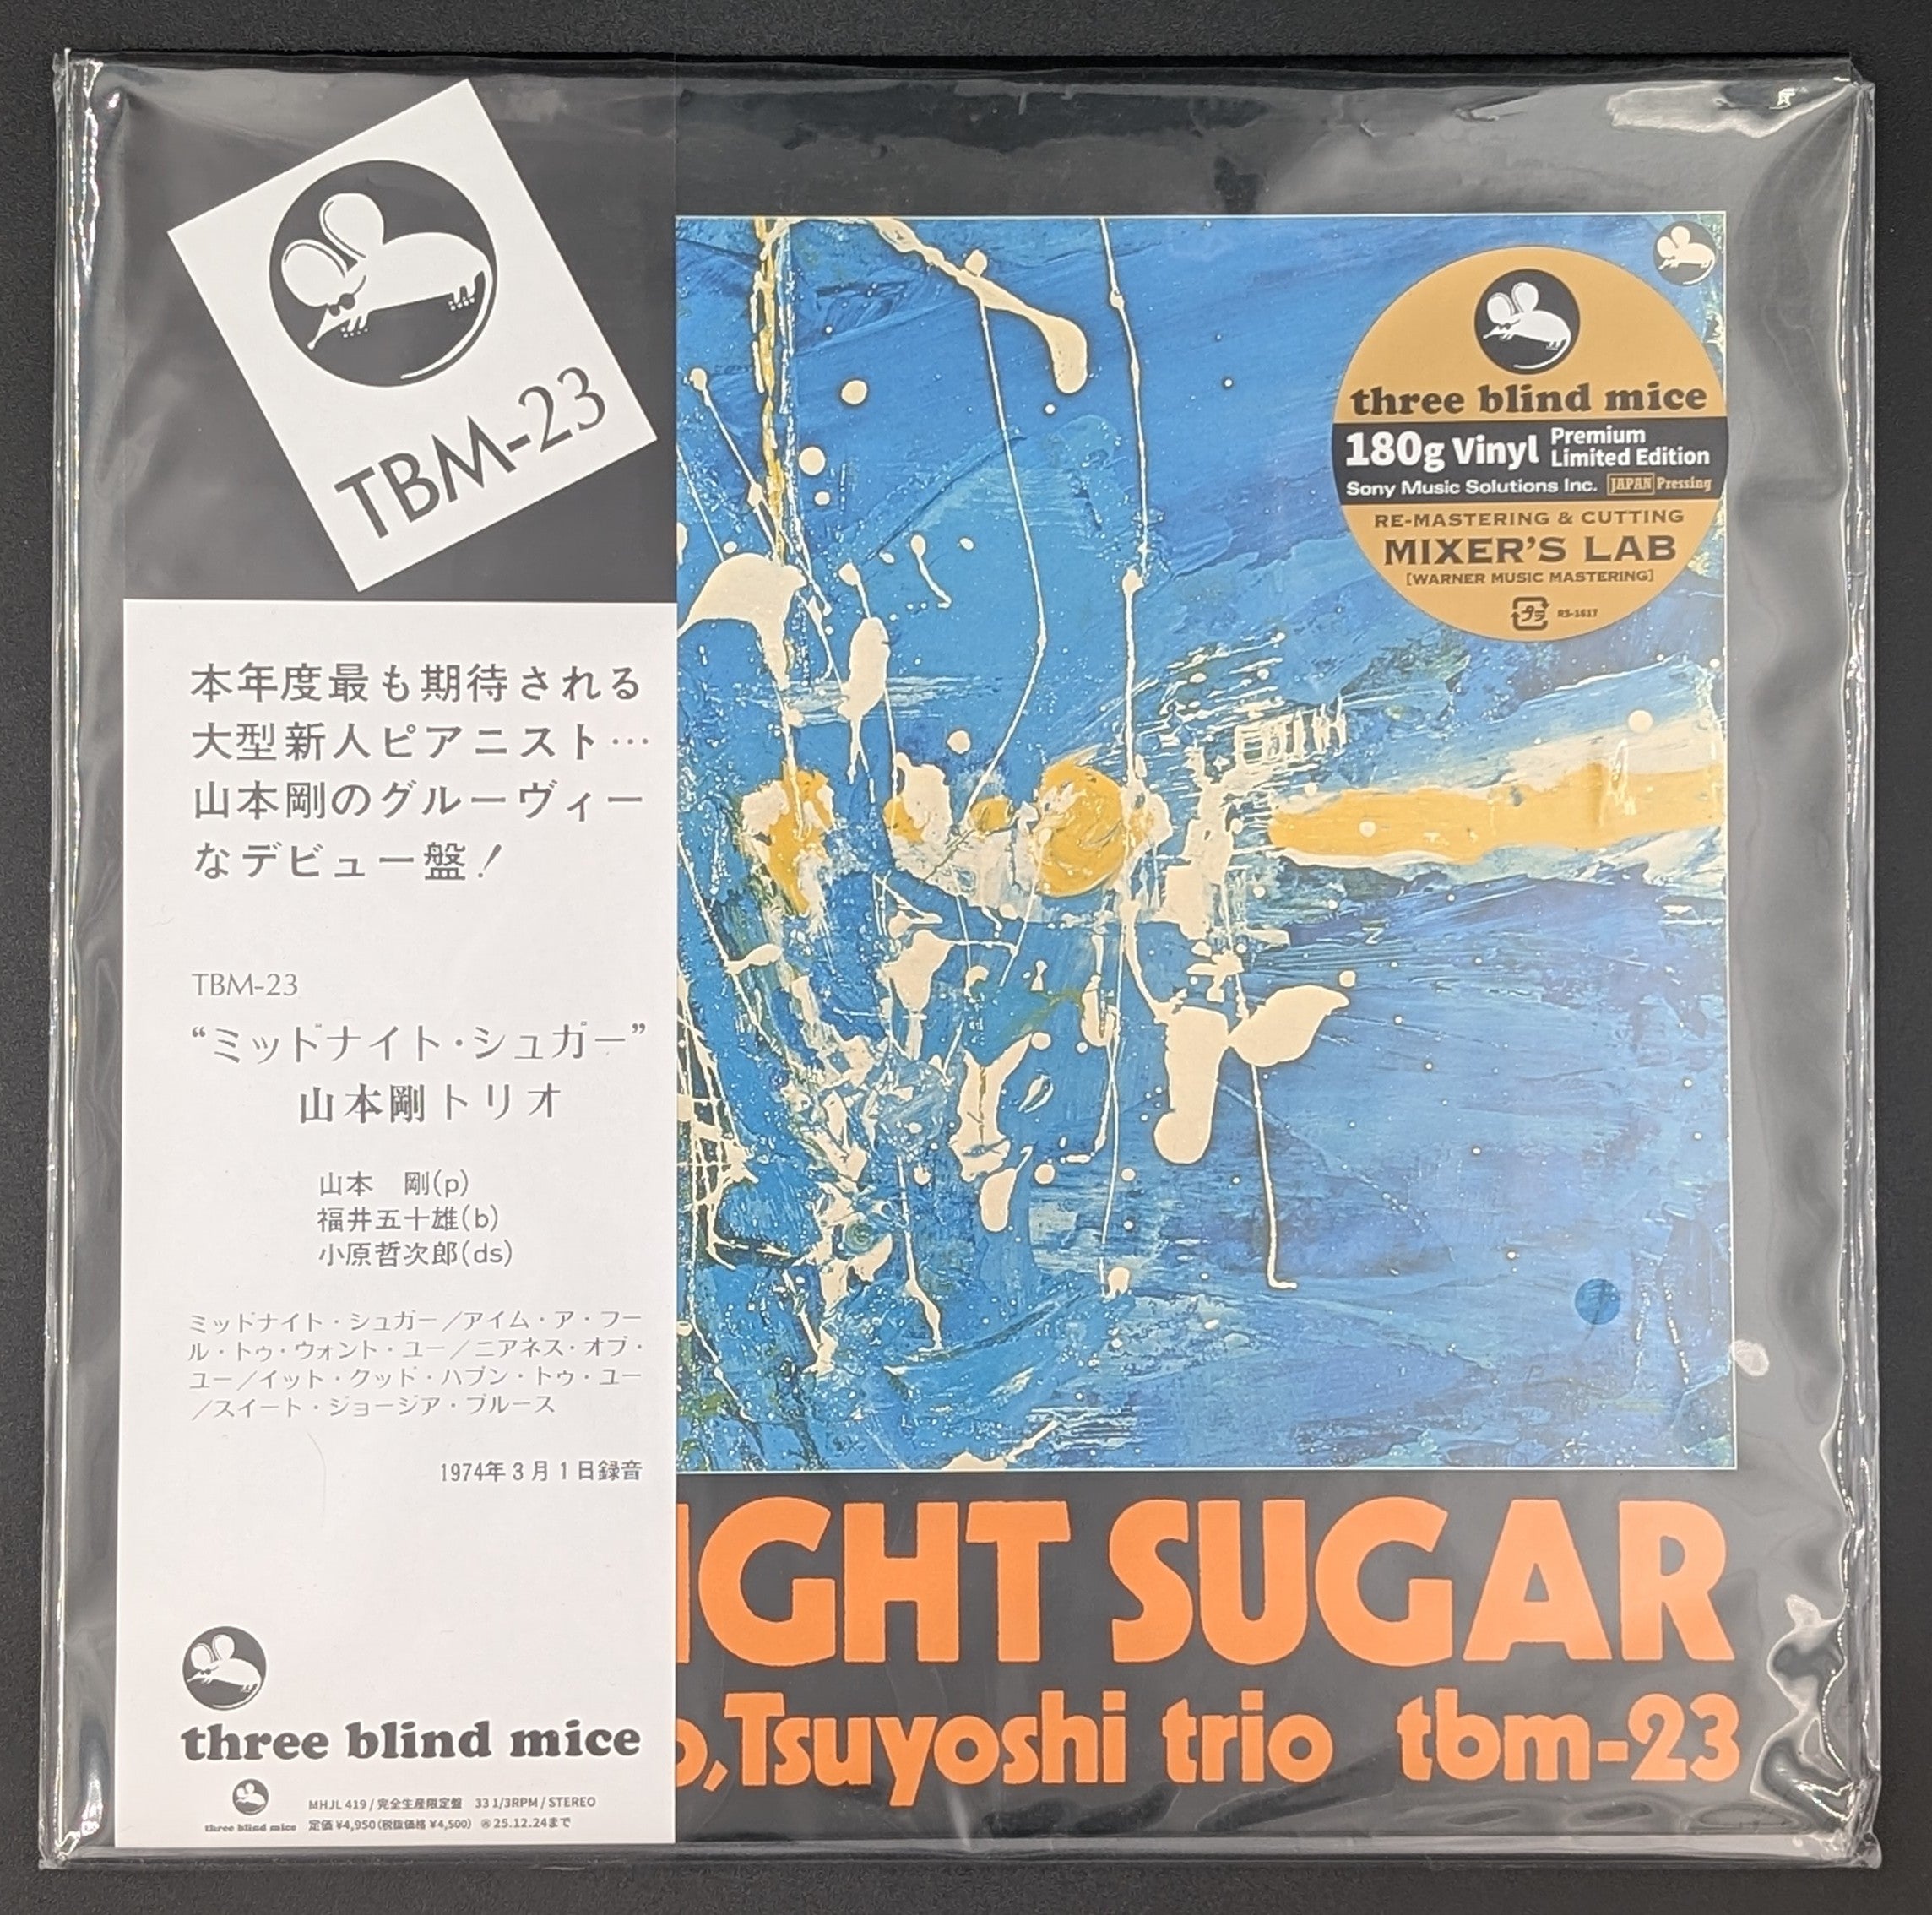 TBM-23
本年度最も期待される
大型新人ピアニスト…
山本剛のグルーヴィー
なデビュー盤!
TBM-23
“ミッドナイト・シュガー”
山本剛トリオ
山本 剛(p)
福井五十雄(b)
小原哲次郎(ds)
ミッドナイト・シュガー/アイム・ア・フー
ル・トゥ・ウォント・ユー/ニアネス・オブ・
ユー/イット・クッド・ハプン・トゥ・ユー
/スイート・ジョージア・ブルース
1974年3月1日録音
three blind mice
three blind mice
MHJL 419 / 完全生産限定盤 33 1/3RPM / STEREO
定価 ¥4,950 (税抜価格 ¥4,500) Ⓡ25.12.24まで
three blind mice
180g Vinyl Premium Limited Edition
Sony Music Solutions Inc. JAPAN Pressing
RE-MASTERING & CUTTING
MIXER'S LAB
[WARNER MUSIC MASTERING]
プラ RS-1617
IGHT SUGAR
o,Tsuyoshi trio tbm-23